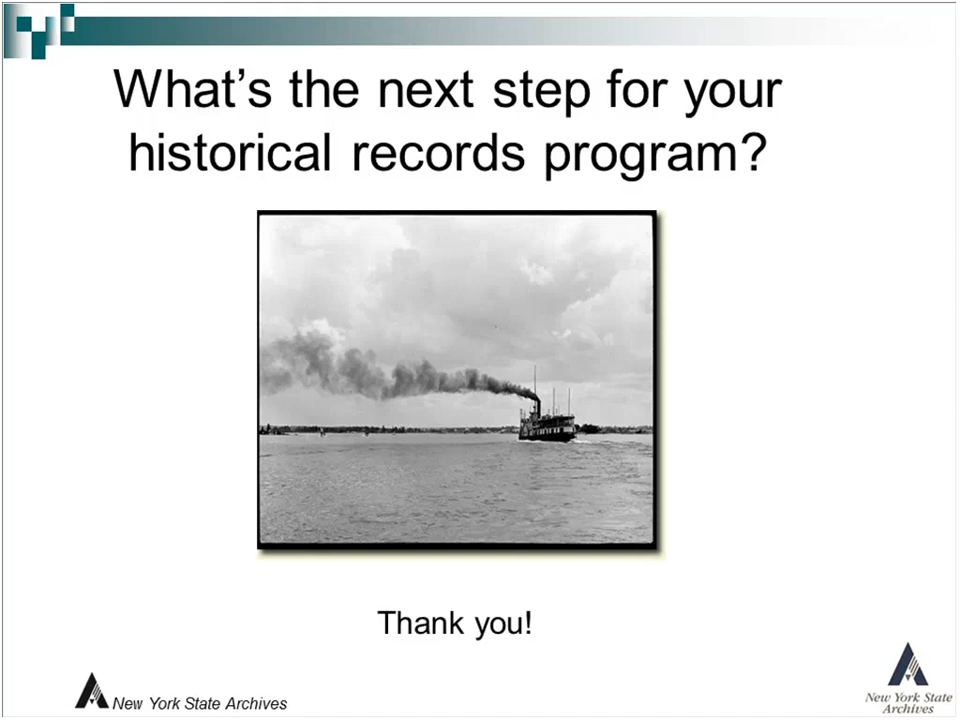 What's the next step for your
historical records program?
Thank you!
New York State Archives
New York State
Archives